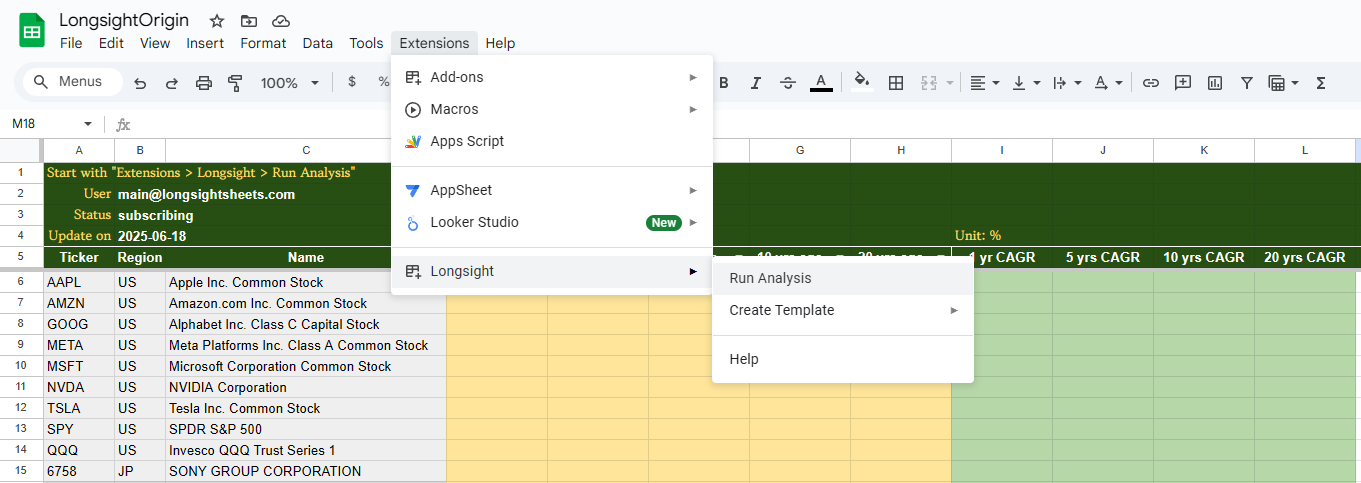 LongsightOrigin
File Edit View Insert Format Data Tools Extensions Help
Menus 100% $ % B I A Σ
M18 fx
Add-ons
Macros
Apps Script
AppSheet
Looker Studio New
Longsight
Run Analysis
Create Template
Help
A B C G H I J K L
1 Start with "Extensions > Longsight > Run Analysis"
2 User main@longsightsheets.com
3 Status subscribing
4 Update on 2025-06-18 Unit: %
5 Ticker Region Name 10 yrs ago 20 yrs ago 1 yr CAGR 5 yrs CAGR 10 yrs CAGR 20 yrs CAGR
6 AAPL US Apple Inc. Common Stock
7 AMZN US Amazon.com Inc. Common Stock
8 GOOG US Alphabet Inc. Class C Capital Stock
9 META US Meta Platforms Inc. Class A Common Stock
10 MSFT US Microsoft Corporation Common Stock
11 NVDA US NVIDIA Corporation
12 TSLA US Tesla Inc. Common Stock
13 SPY US SPDR S&P 500
14 QQQ US Invesco QQQ Trust Series 1
15 6758 JP SONY GROUP CORPORATION